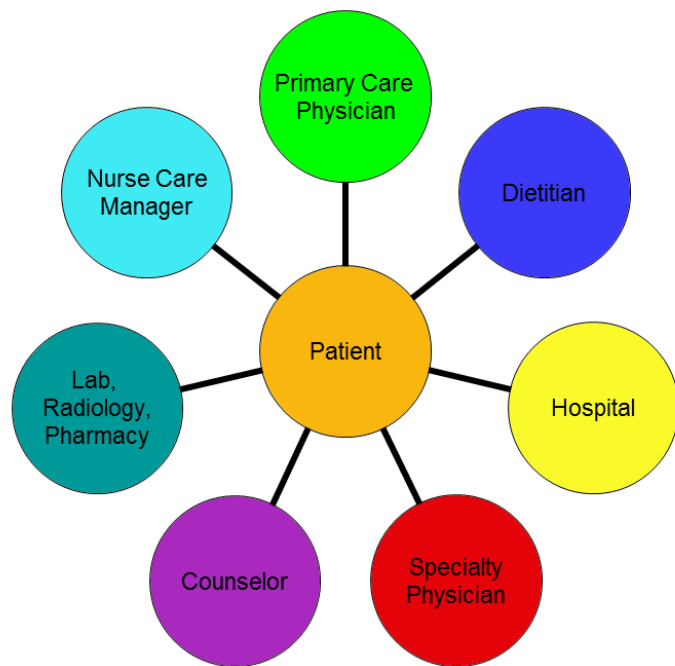 Primary Care
Physician
Nurse Care
Manager
Dietitian
Patient
Lab,
Radiology,
Pharmacy
Hospital
Counselor
Specialty
Physician